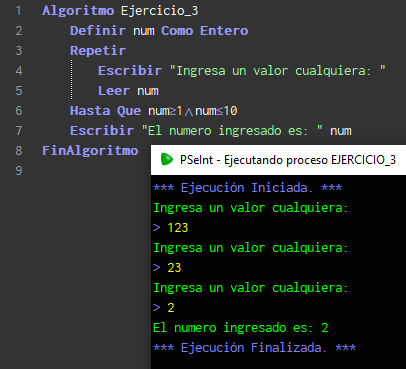 1 Algoritmo Ejercicio_3
2 Definir num Como Entero
3 Repetir
4 Escribir "Ingresa un valor cualquiera: "
5 Leer num
6 Hasta Que num≥1∧num≤10
7 Escribir "El numero ingresado es: " num
8 FinAlgoritmo
9
PSeInt - Ejecutando proceso EJERCICIO_3
*** Ejecución Iniciada. ***
Ingresa un valor cualquiera:
> 123
Ingresa un valor cualquiera:
> 23
Ingresa un valor cualquiera:
> 2
El numero ingresado es: 2
*** Ejecución Finalizada. ***